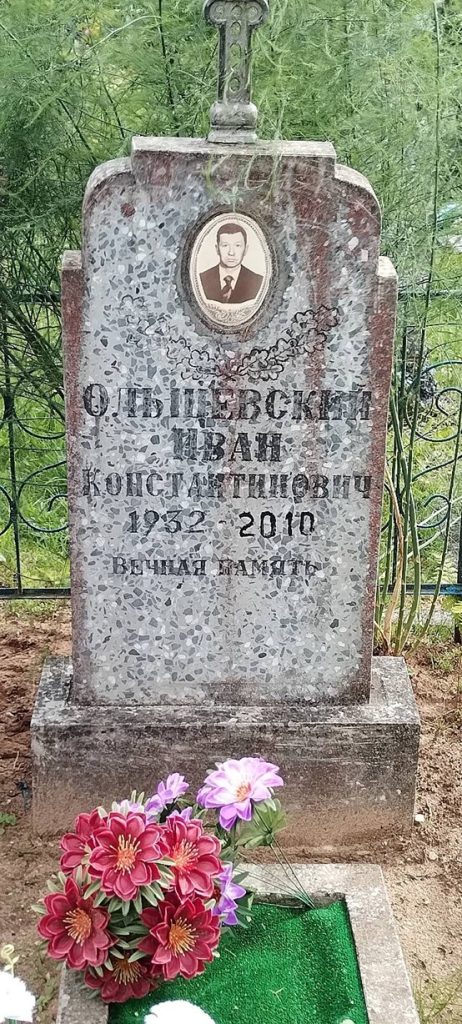 ОЛЬШЕВСКИЙ
ИВАН
КОНСТАНТИНОВИЧ
1932 - 2010
ВЕЧНАЯ ПАМЯТЬ